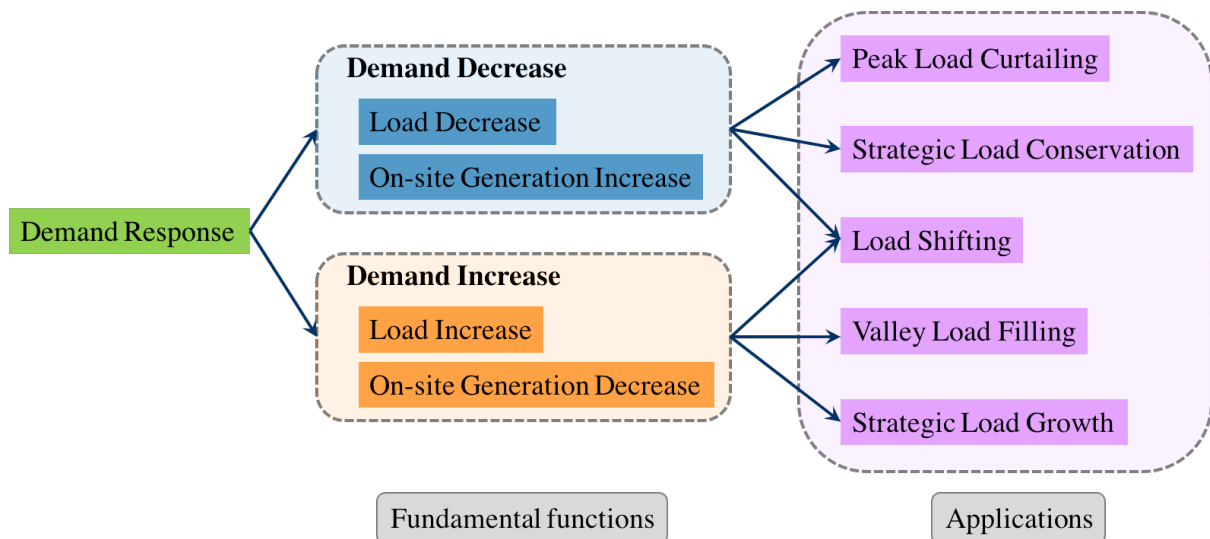 Demand Response
Demand Decrease
Load Decrease
On-site Generation Increase
Demand Increase
Load Increase
On-site Generation Decrease
Peak Load Curtailing
Strategic Load Conservation
Load Shifting
Valley Load Filling
Strategic Load Growth
Fundamental functions
Applications